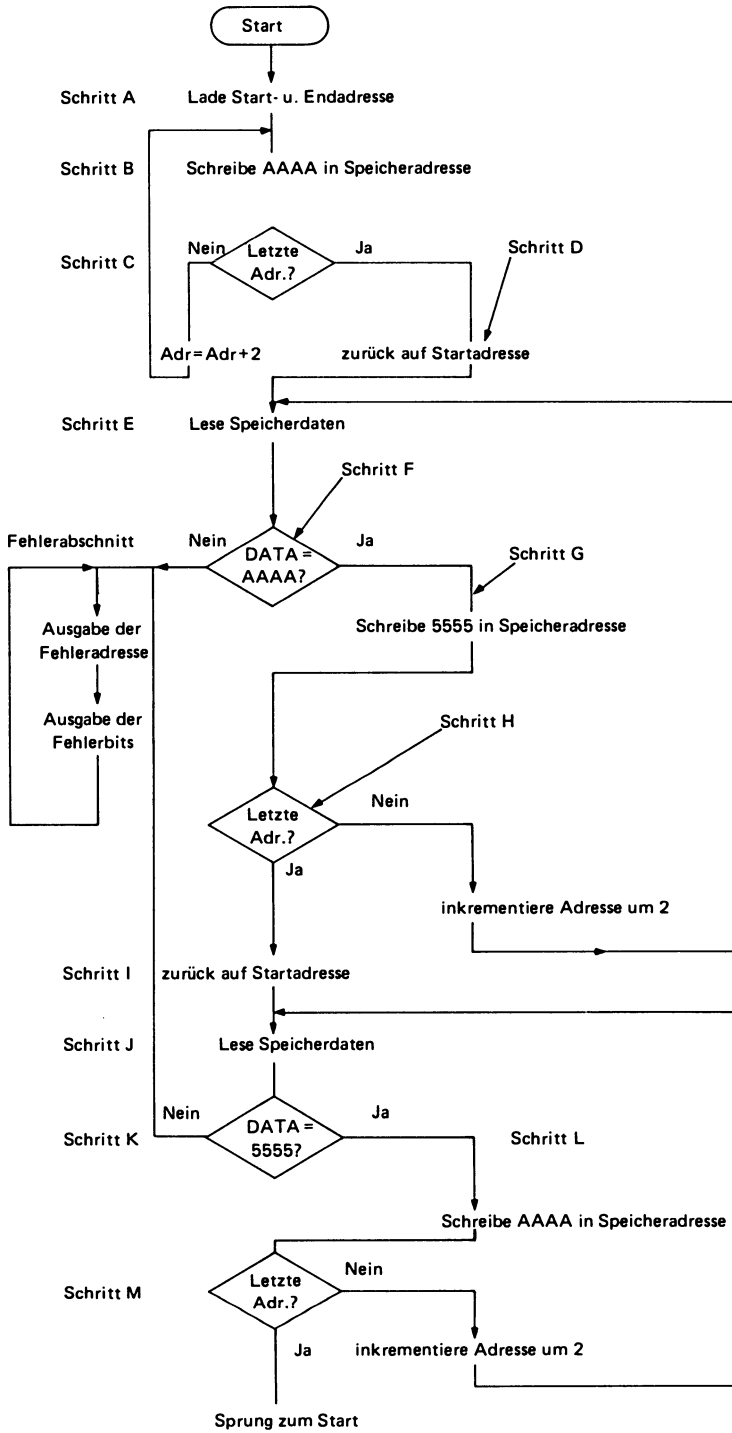 Start
Schritt A
Lade Start- u. Endadresse
Schritt B
Schreibe AAAA in Speicheradresse
Schritt C
Nein
Letzte
Adr.?
Ja
Schritt D
Adr=Adr+2
zurück auf Startadresse
Schritt E
Lese Speicherdaten
Schritt F
Fehlerabschnitt
Nein
DATA =
AAAA?
Ja
Schritt G
Ausgabe der
Fehleradresse
Schreibe 5555 in Speicheradresse
Ausgabe der
Fehlerbits
Schritt H
Letzte
Adr.?
Nein
Ja
inkrementiere Adresse um 2
Schritt I
zurück auf Startadresse
Schritt J
Lese Speicherdaten
Schritt K
Nein
DATA =
5555?
Ja
Schritt L
Schreibe AAAA in Speicheradresse
Schritt M
Letzte
Adr.?
Nein
Ja
inkrementiere Adresse um 2
Sprung zum Start